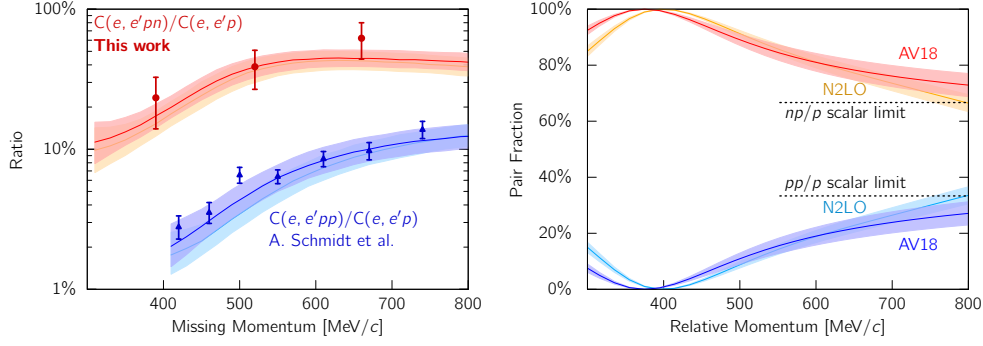 C(e, e′pn)/C(e, e′p)
This work
C(e, e′pp)/C(e, e′p)
A. Schmidt et al.
Ratio
100%
10%
1%
400
500
600
700
800
Missing Momentum [MeV/c]
Pair Fraction
100%
80%
60%
40%
20%
0%
AV18
N2LO
np/p scalar limit
pp/p scalar limit
N2LO
AV18
400
500
600
700
800
Relative Momentum [MeV/c]